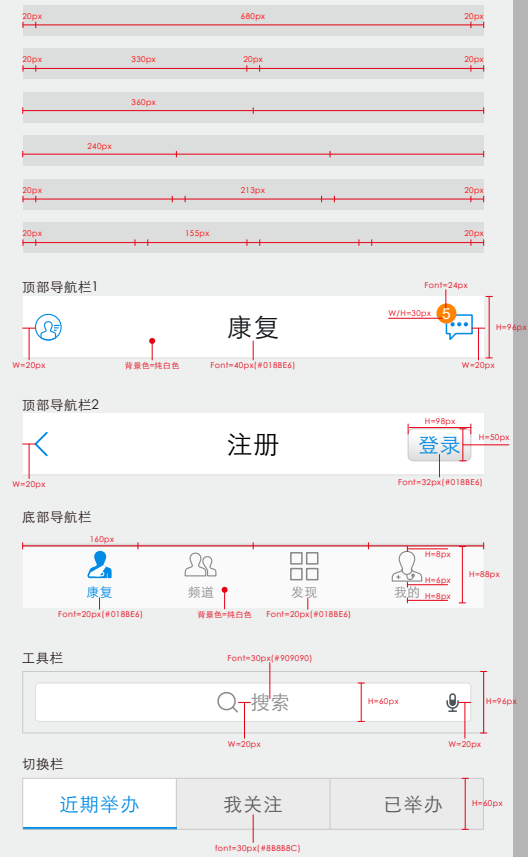 20px 680px 20px
20px 330px 20px 20px
360px
240px
20px 213px 20px
20px 155px 20px
顶部导航栏1
Font=24px
W/H=30px 5
康复
H=96px
W=20px 背景色=纯白色 Font=40px(#018BE6) W=20px
顶部导航栏2
H=98px
注册 登录 H=50px
W=20px Font=32px(#018BE6)
底部导航栏
160px
H=8px
H=88px
H=6px
康复 频道 发现 我的 H=8px
Font=20px(#018BE6) 背景色=纯白色 Font=20px(#018BE6)
工具栏 Font=30px(#909090)
搜索 H=60px H=96px
W=20px W=20px
切换栏
近期举办 我关注 已举办 H=60px
font=30px(#8B8B8C)